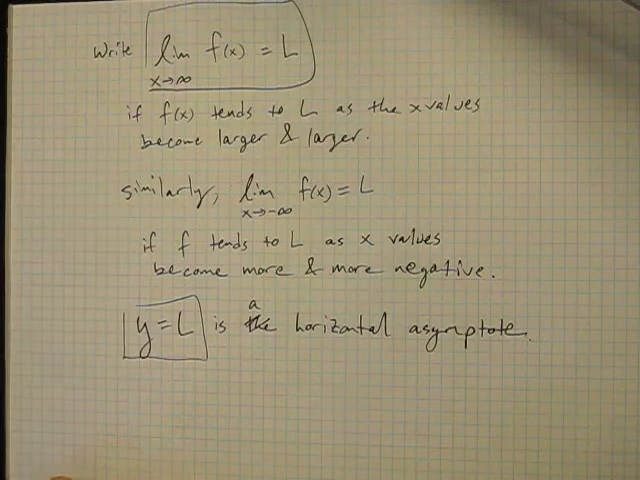 Write lim f(x) = L
x→∞
if f(x) tends to L as the x values
become larger & larger.
similarly, lim f(x) = L
x→-∞
if f tends to L as x values
become more & more negative.
a
y = L is the horizontal asymptote.